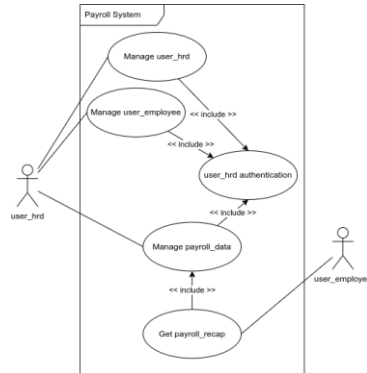 Payroll System
Manage user_hrd
Manage user_employee
<< include >>
<< include >>
user_hrd authentication
user_hrd
<< include >>
Manage payroll_data
user_employe
<< include >>
Get payroll_recap